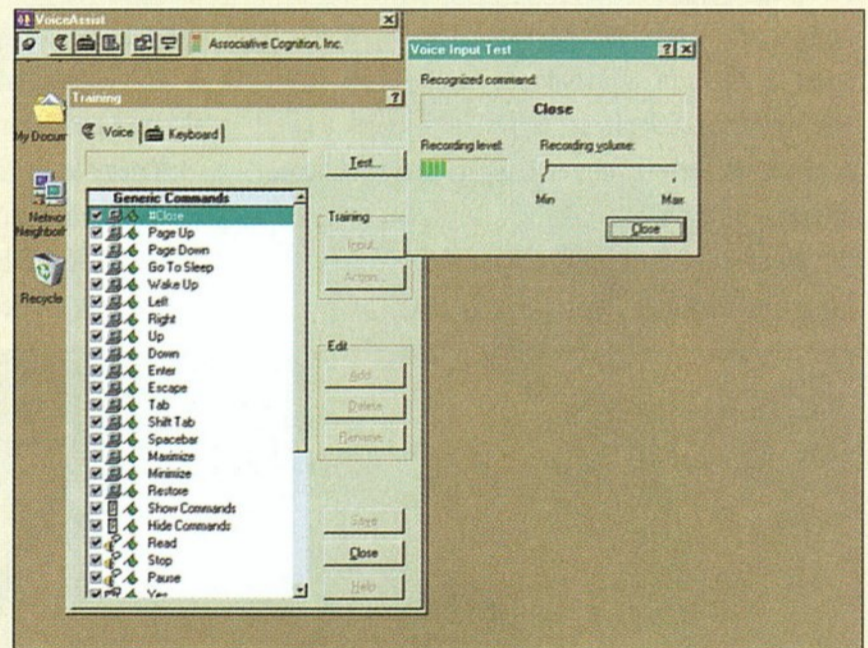 VoiceAssist
Associative Cognition, Inc.
My Docum
Network
Neighborh
Recycle
Training
Voice
Keyboard
Test...
Generic Commands
#Close
Page Up
Page Down
Go To Sleep
Wake Up
Left
Right
Up
Down
Enter
Escape
Tab
Shift Tab
Spacebar
Maximize
Minimize
Restore
Show Commands
Hide Commands
Read
Stop
Pause
Yes
Training
Input...
Action...
Edit
Add
Delete
Rename...
Save
Close
Help
Voice Input Test
Recognized command:
Close
Recording level:
Recording volume:
Min
Max
Close